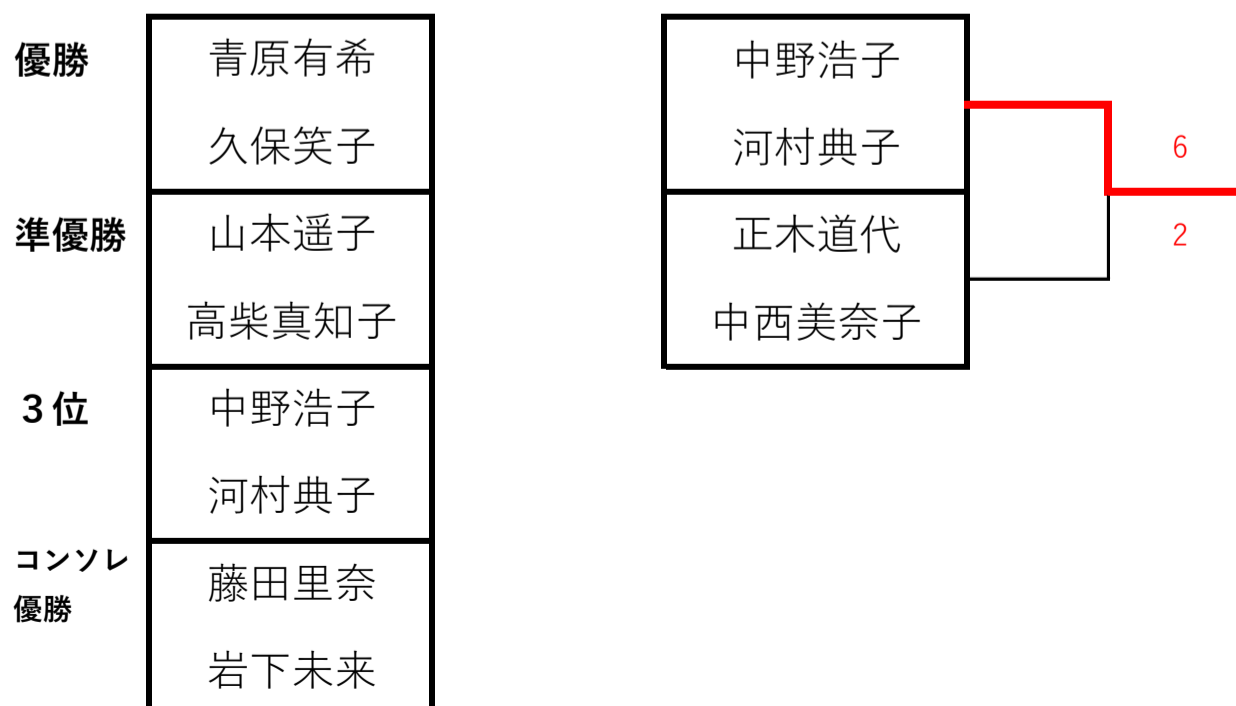 優勝
青原有希
久保笑子
準優勝
山本遥子
高柴真知子
３位
中野浩子
河村典子
コンソレ
優勝
藤田里奈
岩下未来
中野浩子
河村典子
正木道代
中西美奈子
6
2